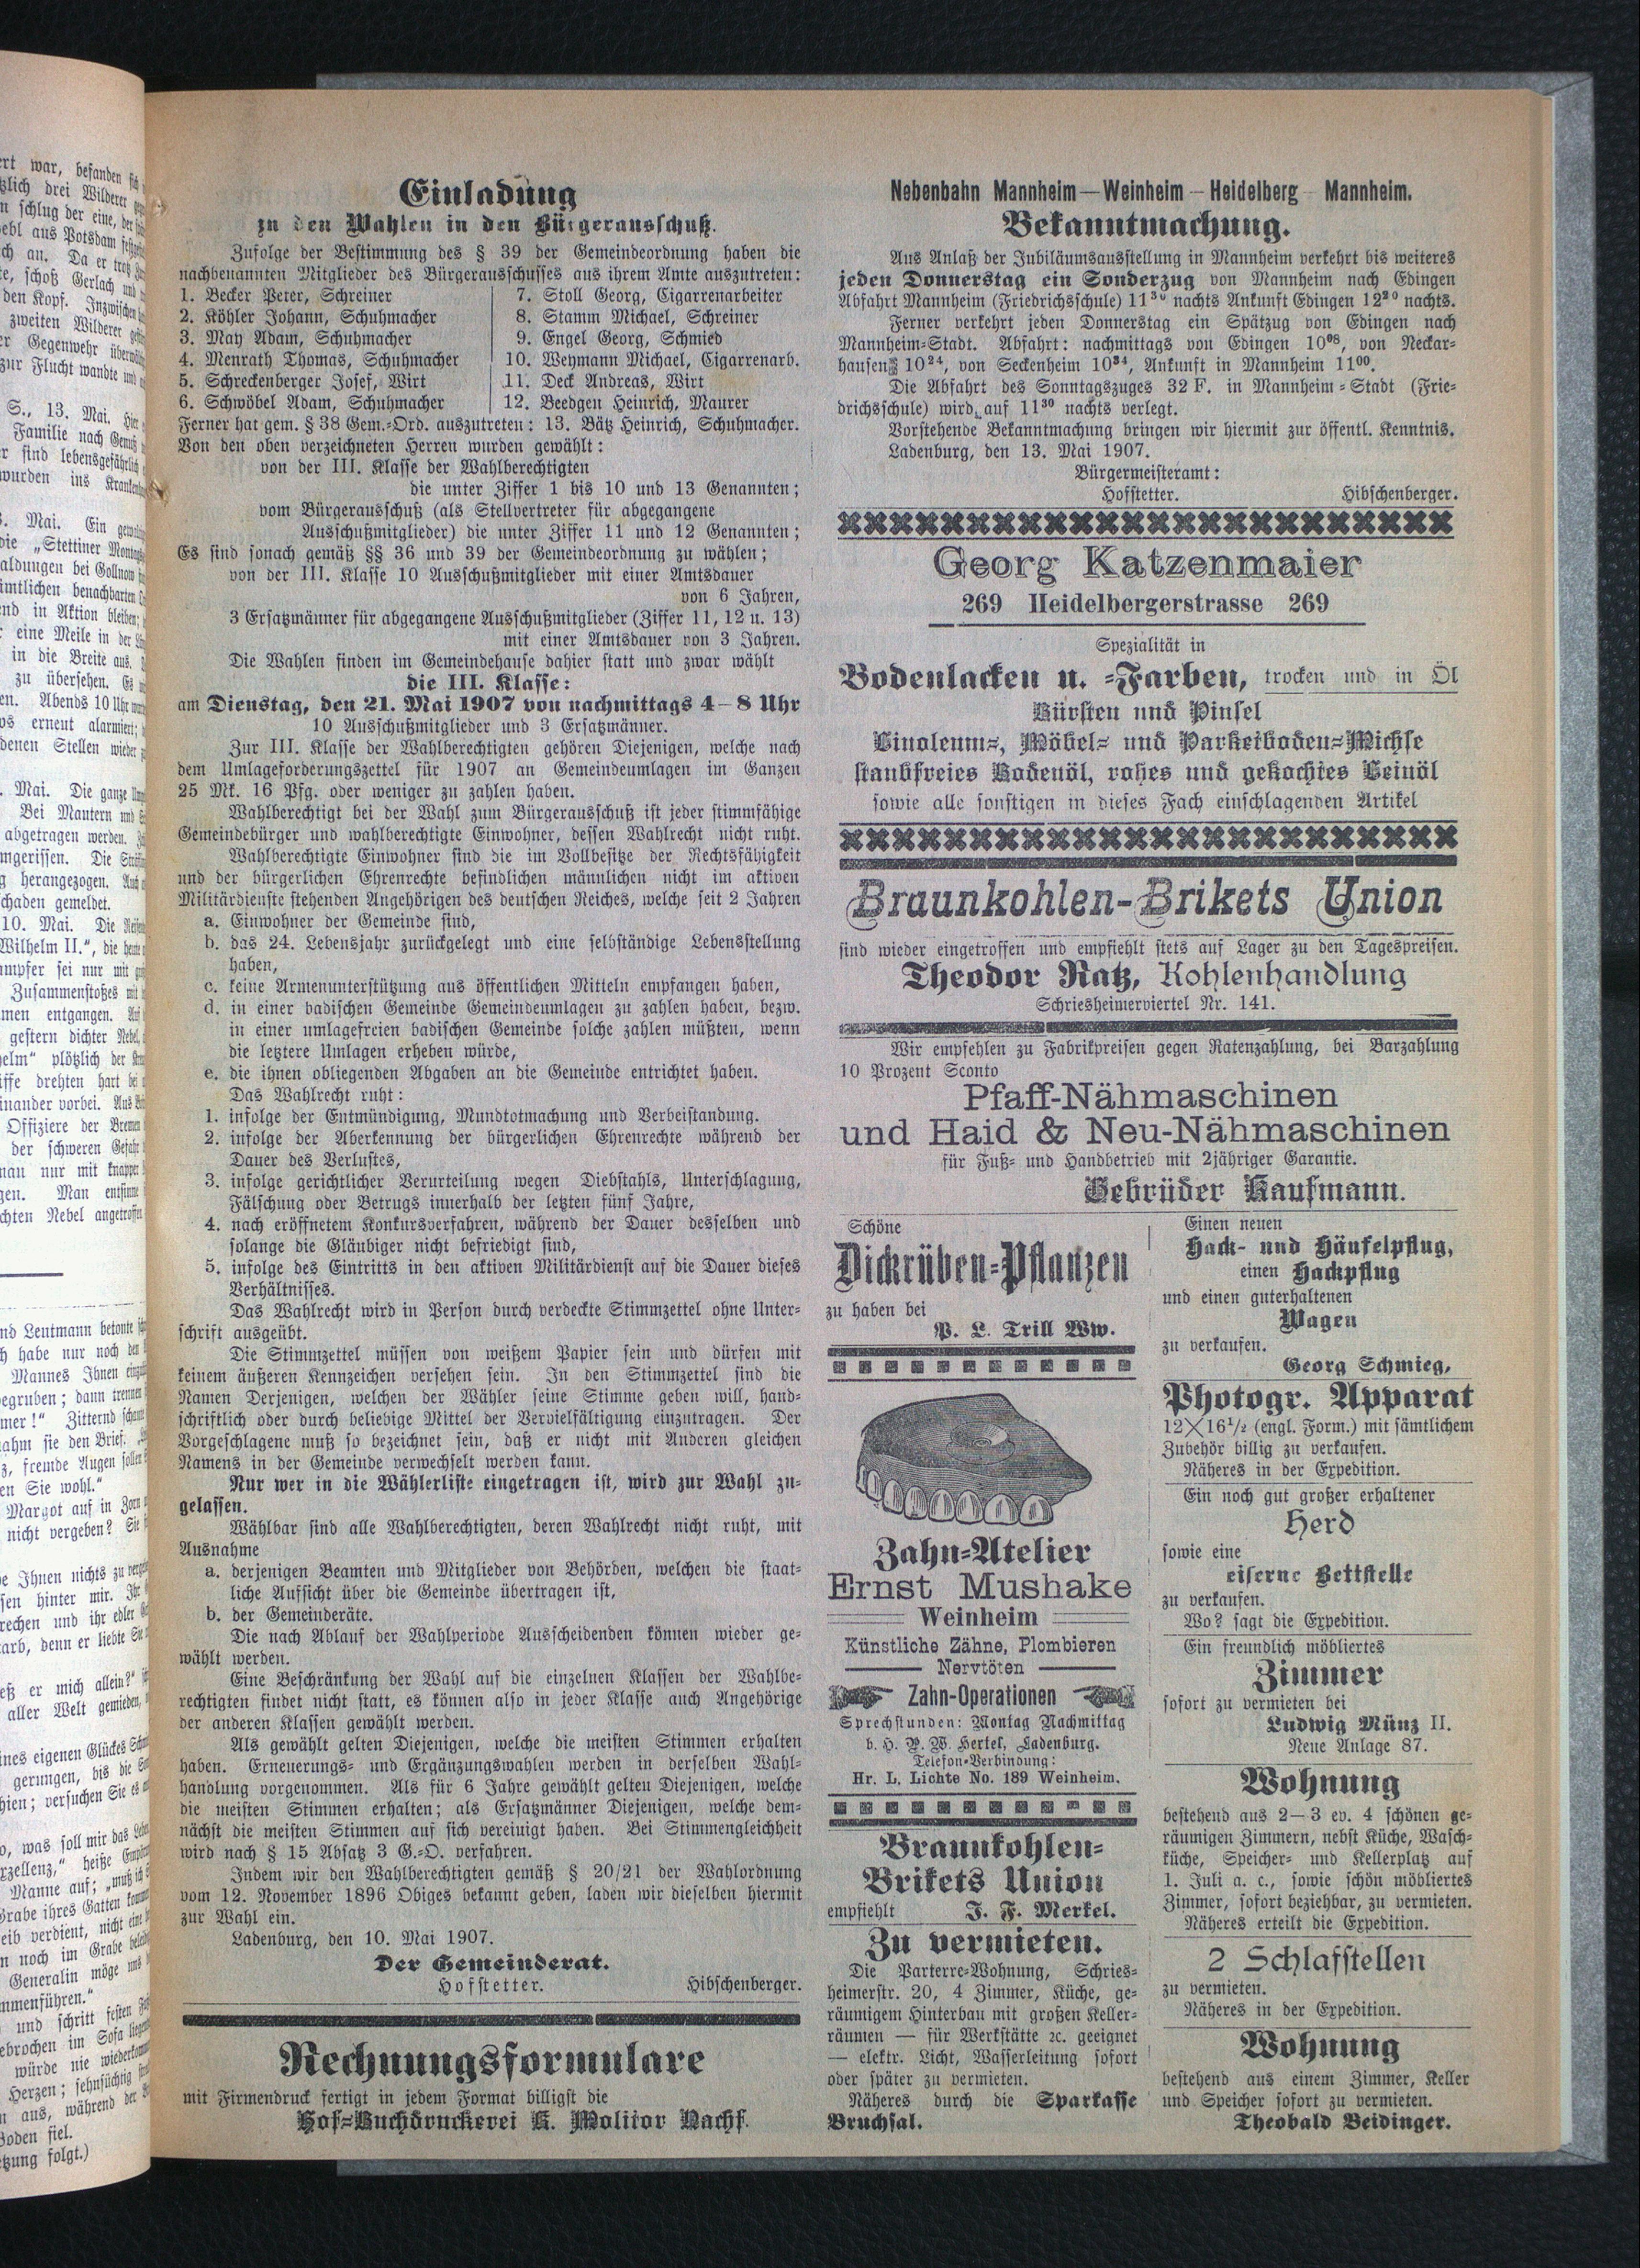 Einladung
zu den Wahlen in den Bürgerausschuß.
Zufolge der Bestimmung des § 39 der Gemeindeordnung haben die
nachbenannten Mitglieder des Bürgerausschusses aus ihrem Amte auszutreten:
1. Becker Peter, Schreiner
2. Köhler Johann, Schuhmacher
3. May Adam, Schuhmacher
4. Menrath Thomas, Schuhmacher
5. Schreckenberger Josef, Wirt
6. Schwöbel Adam, Schuhmacher
7. Stoll Georg, Cigarrenarbeiter
8. Stamm Michael, Schreiner
9. Engel Georg, Schmied
10. Weymann Michael, Cigarrenarb.
11. Deck Andreas, Wirt
12. Beedgen Heinrich, Maurer
Ferner hat gem. § 38 Gem.-Ord. auszutreten: 13. Bätz Heinrich, Schuhmacher.
Von den oben verzeichneten Herren wurden gewählt:
von der III. Klasse der Wahlberechtigten
die unter Ziffer 1 bis 10 und 13 Genannten;
vom Bürgerausschuß (als Stellvertreter für abgegangene
Ausschußmitglieder) die unter Ziffer 11 und 12 Genannten;
Es sind sonach gemäß §§ 36 und 39 der Gemeindeordnung zu wählen;
von der III. Klasse 10 Ausschußmitglieder mit einer Amtsdauer
von 6 Jahren,
3 Ersatzmänner für abgegangene Ausschußmitglieder (Ziffer 11, 12 u. 13)
mit einer Amtsdauer von 3 Jahren.
Die Wahlen finden im Gemeindehause dahier statt und zwar wählt
die III. Klasse:
am Dienstag, den 21. Mai 1907 von nachmittags 4–8 Uhr
10 Ausschußmitglieder und 3 Ersatzmänner.
Zur III. Klasse der Wahlberechtigten gehören Diejenigen, welche nach
dem Umlageforderungszettel für 1907 an Gemeindeumlagen im Ganzen
25 Mk. 16 Pfg. oder weniger zu zahlen haben.
Wahlberechtigt bei der Wahl zum Bürgerausschuß ist jeder stimmfähige
Gemeindebürger und wahlberechtigte Einwohner, dessen Wahlrecht nicht ruht.
Wahlberechtigte Einwohner sind die im Vollbesitze der Rechtsfähigkeit
und der bürgerlichen Ehrenrechte befindlichen männlichen nicht im aktiven
Militärdienste stehenden Angehörigen des deutschen Reiches, welche seit 2 Jahren
a. Einwohner der Gemeinde sind,
b. das 24. Lebensjahr zurückgelegt und eine selbständige Lebensstellung
haben,
c. keine Armenunterstützung aus öffentlichen Mitteln empfangen haben,
d. in einer badischen Gemeinde Gemeindeumlagen zu zahlen haben, bezw.
in einer umlagefreien badischen Gemeinde solche zahlen müßten, wenn
die letztere Umlagen erheben würde,
e. die ihnen obliegenden Abgaben an die Gemeinde entrichtet haben.
Das Wahlrecht ruht:
1. infolge der Entmündigung, Mundtotmachung und Verbeistandung.
2. infolge der Aberkennung der bürgerlichen Ehrenrechte während der
Dauer des Verlustes,
3. infolge gerichtlicher Verurteilung wegen Diebstahls, Unterschlagung,
Fälschung oder Betrugs innerhalb der letzten fünf Jahre,
4. nach eröffnetem Konkursverfahren, während der Dauer desselben und
solange die Gläubiger nicht befriedigt sind,
5. infolge des Eintritts in den aktiven Militärdienst auf die Dauer dieses
Verhältnisses.
Das Wahlrecht wird in Person durch verdeckte Stimmzettel ohne Unter-
schrift ausgeübt.
Die Stimmzettel müssen von weißem Papier sein und dürfen mit
keinem äußeren Kennzeichen versehen sein. In den Stimmzettel sind die
Namen Derjenigen, welchen der Wähler seine Stimme geben will, hand-
schriftlich oder durch beliebige Mittel der Vervielfältigung einzutragen. Der
Vorgeschlagene muß so bezeichnet sein, daß er nicht mit Anderen gleichen
Namens in der Gemeinde verwechselt werden kann.
Nur wer in die Wählerliste eingetragen ist, wird zur Wahl zu-
gelassen.
Wählbar sind alle Wahlberechtigten, deren Wahlrecht nicht ruht, mit
Ausnahme
a. derjenigen Beamten und Mitglieder von Behörden, welchen die staat-
liche Aufsicht über die Gemeinde übertragen ist,
b. der Gemeinderäte.
Die nach Ablauf der Wahlperiode Ausscheidenden können wieder ge-
wählt werden.
Eine Beschränkung der Wahl auf die einzelnen Klassen der Wahlbe-
rechtigten findet nicht statt, es können also in jeder Klasse auch Angehörige
der anderen Klassen gewählt werden.
Als gewählt gelten Diejenigen, welche die meisten Stimmen erhalten
haben. Erneuerungs- und Ergänzungswahlen werden in derselben Wahl-
handlung vorgenommen. Als für 6 Jahre gewählt gelten Diejenigen, welche
die meisten Stimmen erhalten; als Ersatzmänner Diejenigen, welche dem-
nächst die meisten Stimmen auf sich vereinigt haben. Bei Stimmengleichheit
wird nach § 15 Absatz 3 G.-O. verfahren.
Indem wir den Wahlberechtigten gemäß § 20/21 der Wahlordnung
vom 12. November 1896 Obiges bekannt geben, laden wir dieselben hiermit
zur Wahl ein.
Ladenburg, den 10. Mai 1907.
Der Gemeinderat.
Hofstetter. Hibschenberger.
Rechnungsformulare
mit Firmendruck fertigt in jedem Format billigst die
Hof-Buchdruckerei K. Molitor Nachf.
Nebenbahn Mannheim—Weinheim—Heidelberg—Mannheim.
Bekanntmachung.
Aus Anlaß der Jubiläumsausstellung in Mannheim verkehrt bis weiteres
jeden Donnerstag ein Sonderzug von Mannheim nach Edingen
Abfahrt Mannheim (Friedrichsschule) 11³⁰ nachts Ankunft Edingen 12²⁰ nachts.
Ferner verkehrt jeden Donnerstag ein Spätzug von Edingen nach
Mannheim-Stadt. Abfahrt: nachmittags von Edingen 10⁰⁸, von Neckar-
hausen 10²⁴, von Seckenheim 10³⁴, Ankunft in Mannheim 11⁰⁰.
Die Abfahrt des Sonntagszuges 32 F. in Mannheim-Stadt (Frie-
drichsschule) wird auf 11³⁰ nachts verlegt.
Vorstehende Bekanntmachung bringen wir hiermit zur öffentl. Kenntnis.
Ladenburg, den 13. Mai 1907.
Bürgermeisteramt:
Hofstetter. Hibschenberger.
Georg Katzenmaier
269 Heidelbergerstrasse 269
Spezialität in
Bodenlacken u. -Farben, trocken und in Öl
Bürsten und Pinsel
Linoleum-, Möbel- und Parketboden-Wichse
staubfreies Bodenöl, rohes und gekochtes Leinöl
sowie alle sonstigen in dieses Fach einschlagenden Artikel
Braunkohlen-Brikets Union
sind wieder eingetroffen und empfiehlt stets auf Lager zu den Tagespreisen.
Theodor Ratz, Kohlenhandlung
Schriesheimerviertel Nr. 141.
Wir empfehlen zu Fabrikpreisen gegen Ratenzahlung, bei Barzahlung
10 Prozent Sconto
Pfaff-Nähmaschinen
und Haid & Neu-Nähmaschinen
für Fuß- und Handbetrieb mit 2jähriger Garantie.
Gebrüder Kaufmann.
Schöne
Dickrüben-Pflanzen
zu haben bei
P. L. Trill Ww.
Zahn-Atelier
Ernst Mushake
Weinheim
Künstliche Zähne, Plombieren
Nervtöten
Zahn-Operationen
Sprechstunden: Montag Nachmittag
b. H. P. W. Hertel, Ladenburg.
Telefon-Verbindung:
Hr. L. Lichte No. 189 Weinheim.
Braunkohlen-
Brikets Union
empfiehlt J. F. Merkel.
Zu vermieten.
Die Parterre-Wohnung, Schries-
heimerstr. 20, 4 Zimmer, Küche, ge-
räumigem Hinterbau mit großen Keller-
räumen — für Werkstätte ꝛc. geeignet
— elektr. Licht, Wasserleitung sofort
oder später zu vermieten.
Näheres durch die Sparkasse
Bruchsal.
Einen neuen
Hack- und Häufelpflug,
einen Hackpflug
und einen guterhaltenen
Wagen
zu verkaufen.
Georg Schmieg,
Photogr. Apparat
12×16½ (engl. Form.) mit sämtlichem
Zubehör billig zu verkaufen.
Näheres in der Expedition.
Ein noch gut großer erhaltener
Herd
sowie eine
eiserne Bettstelle
zu verkaufen.
Wo? sagt die Expedition.
Ein freundlich möbliertes
Zimmer
sofort zu vermieten bei
Ludwig Münz II.
Neue Anlage 87.
Wohnung
bestehend aus 2—3 ev. 4 schönen ge-
räumigen Zimmern, nebst Küche, Wasch-
küche, Speicher- und Kellerplatz auf
1. Juli a. c., sowie schön möbliertes
Zimmer, sofort beziehbar, zu vermieten.
Näheres erteilt die Expedition.
2 Schlafstellen
zu vermieten.
Näheres in der Expedition.
Wohnung
bestehend aus einem Zimmer, Keller
und Speicher sofort zu vermieten.
Theobald Beidinger.